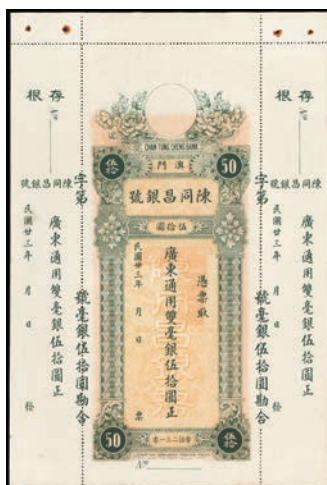 存根
陳同昌銀號
廣東通用雙毫銀伍拾圓正
民國廿三年 月 日
字第 號毫銀伍拾圓勘合
CHAN TUNG CHENG BANK
50 澳門 伍拾
陳同昌銀號
伍拾圓
憑票取
廣東通用雙毫銀伍拾圓正
民國廿三年 月 日 票
伍拾
50
Nº
字第 號毫銀伍拾圓勘合
存根
陳同昌銀號
廣東通用雙毫銀伍拾圓正
民國廿三年 月 日